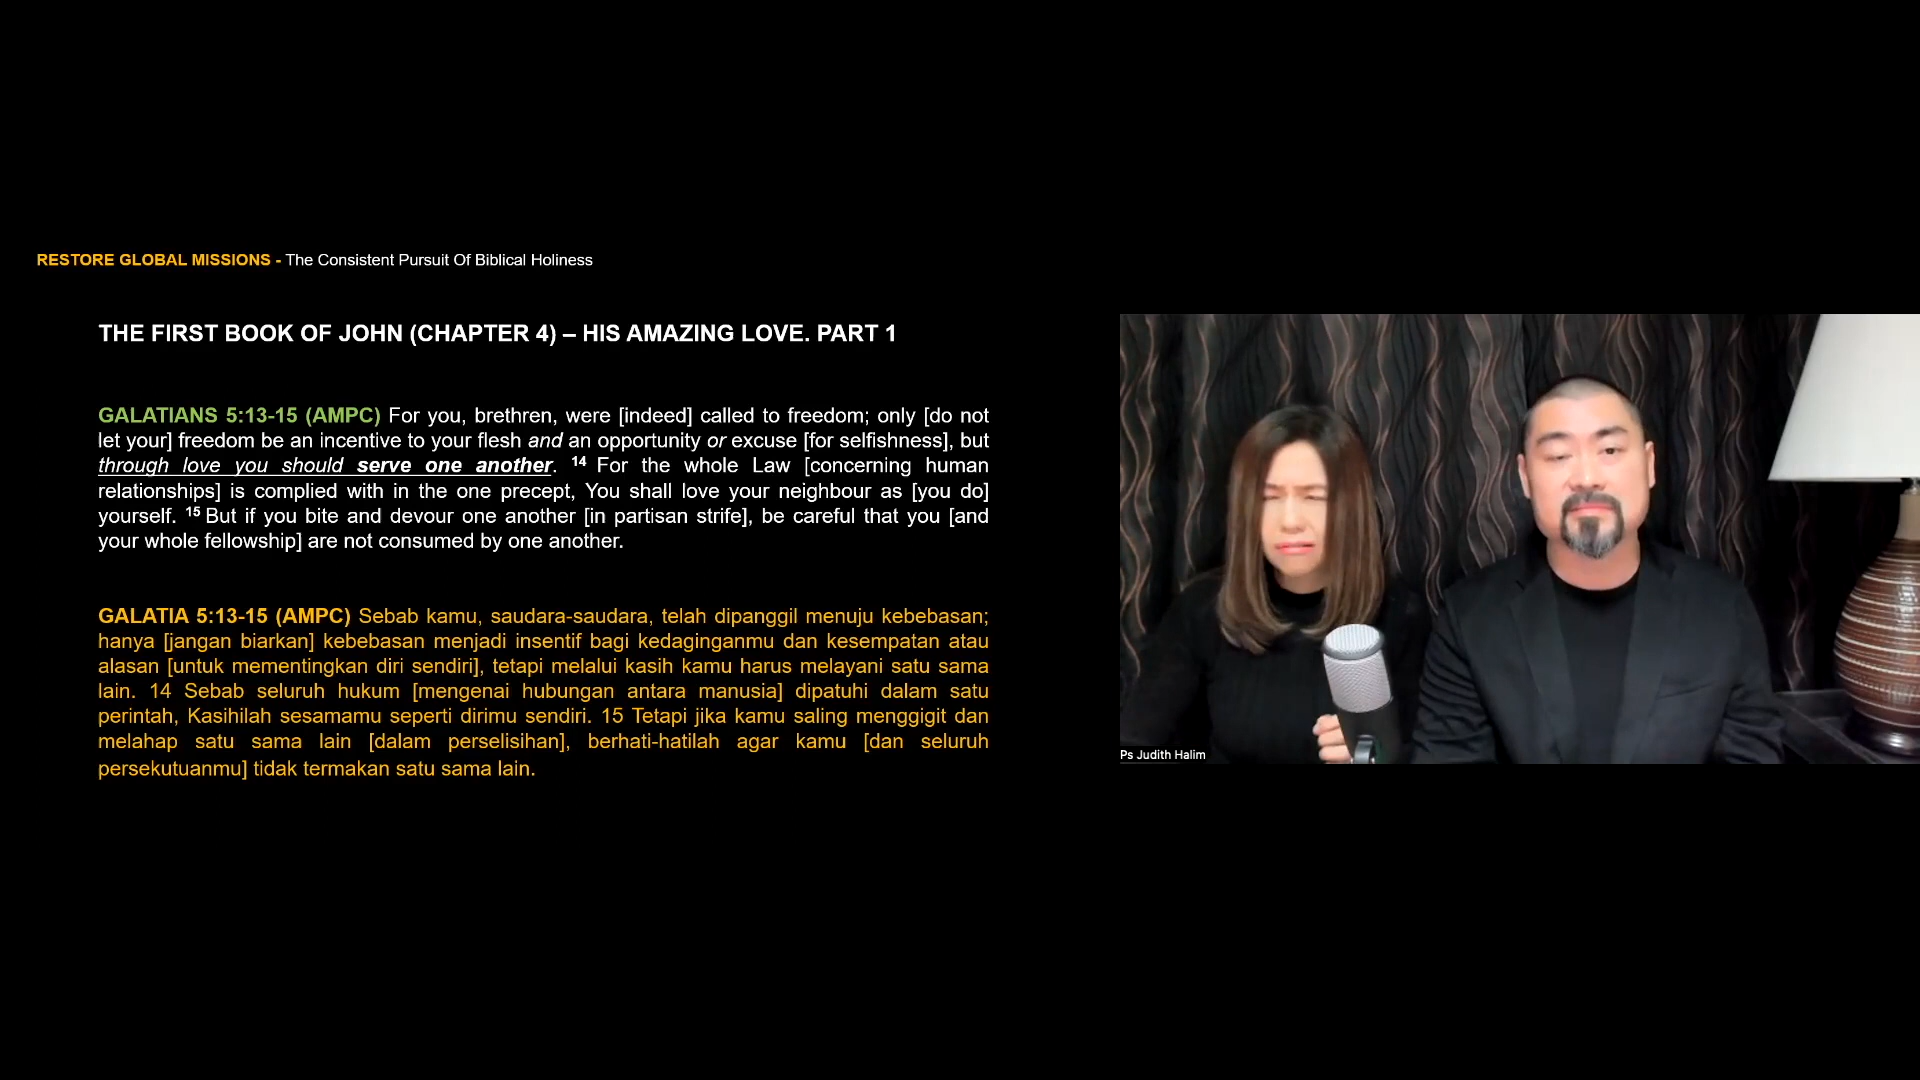 RESTORE GLOBAL MISSIONS - The Consistent Pursuit Of Biblical Holiness
THE FIRST BOOK OF JOHN (CHAPTER 4) – HIS AMAZING LOVE. PART 1
GALATIANS 5:13-15 (AMPC) For you, brethren, were [indeed] called to freedom; only [do not
let your] freedom be an incentive to your flesh and an opportunity or excuse [for selfishness], but
through love you should serve one another. 14 For the whole Law [concerning human
relationships] is complied with in the one precept, You shall love your neighbour as [you do]
yourself. 15 But if you bite and devour one another [in partisan strife], be careful that you [and
your whole fellowship] are not consumed by one another.
GALATIA 5:13-15 (AMPC) Sebab kamu, saudara-saudara, telah dipanggil menuju kebebasan;
hanya [jangan biarkan] kebebasan menjadi insentif bagi kedaginganmu dan kesempatan atau
alasan [untuk mementingkan diri sendiri], tetapi melalui kasih kamu harus melayani satu sama
lain. 14 Sebab seluruh hukum [mengenai hubungan antara manusia] dipatuhi dalam satu
perintah, Kasihilah sesamamu seperti dirimu sendiri. 15 Tetapi jika kamu saling menggigit dan
melahap satu sama lain [dalam perselisihan], berhati-hatilah agar kamu [dan seluruh
persekutuanmu] tidak termakan satu sama lain.
Ps Judith Halim